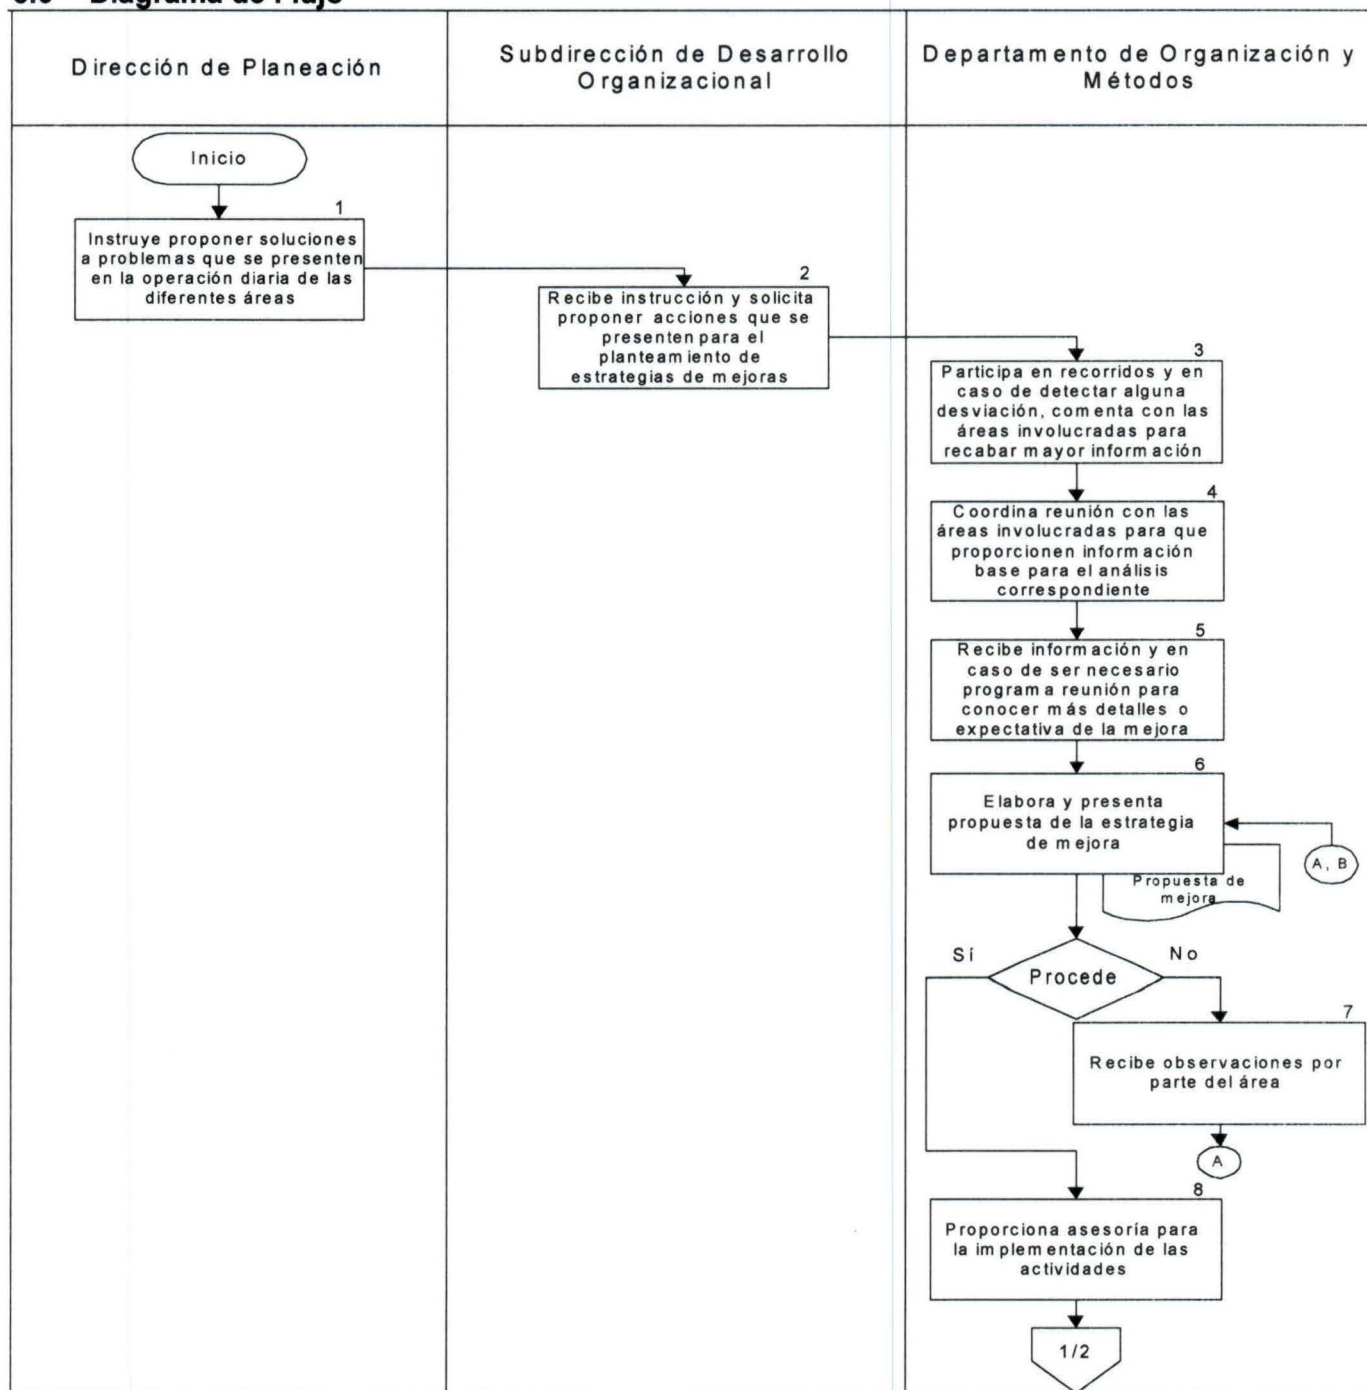 Diagrama de Flujo
Dirección de Planeación
Subdirección de Desarrollo
Organizacional
Departamento de Organización y
Métodos
Inicio
1
Instruye proponer soluciones
a problemas que se presenten
en la operación diaria de las
diferentes áreas
2
Recibe instrucción y solicita
proponer acciones que se
presenten para el
planteamiento de
estrategias de mejoras
3
Participa en recorridos y en
caso de detectar alguna
desviación, comenta con las
áreas involucradas para
recabar mayor información
4
Coordina reunión con las
áreas involucradas para que
proporcionen información
base para el análisis
correspondiente
5
Recibe información y en
caso de ser necesario
programa reunión para
conocer más detalles o
expectativa de la mejora
6
Elabora y presenta
propuesta de la estrategia
de mejora
A, B
Propuesta de
mejora
Sí
No
Procede
7
Recibe observaciones por
parte del área
A
8
Proporciona asesoría para
la implementación de las
actividades
1/2